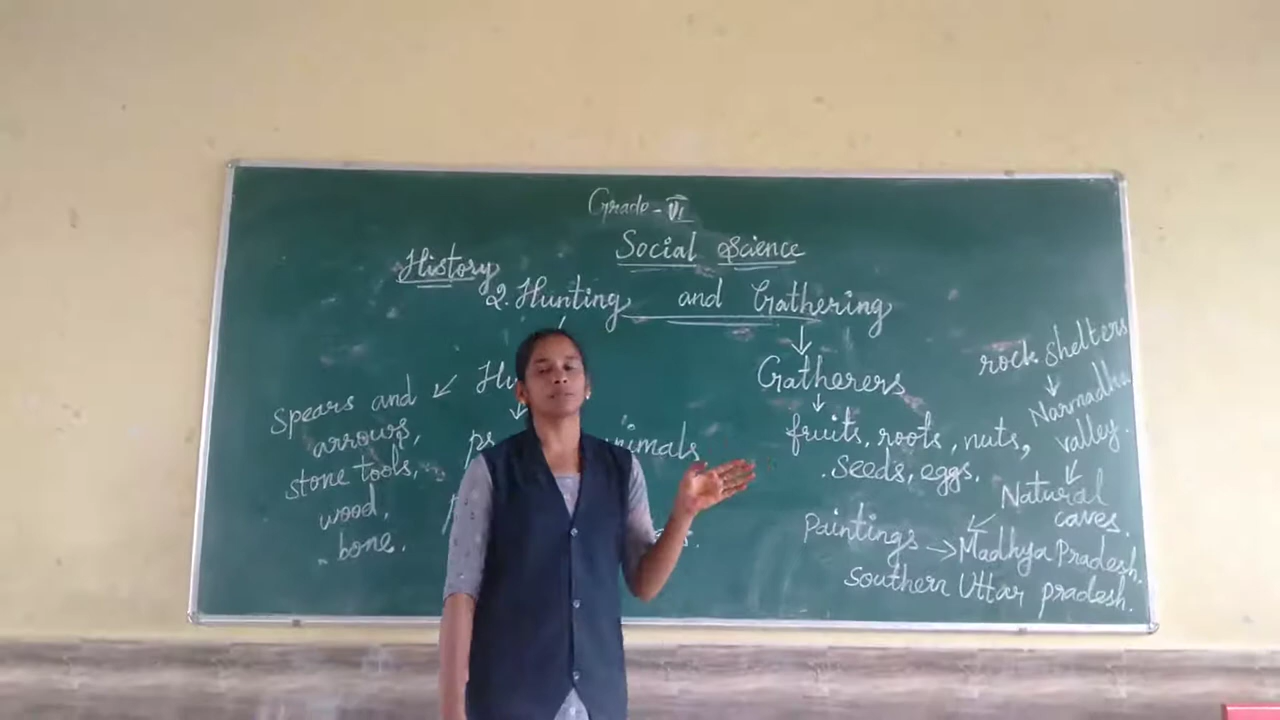 Grade - VI
Social Science
History
2. Hunting and Gathering
Spears and
arrows,
stone tools,
wood,
bone.
Gatherers
fruits, roots, nuts,
seeds, eggs.
rock shelters
Narmadha
valley.
Natural
caves.
Paintings → Madhya Pradesh.
Southern Uttar pradesh.